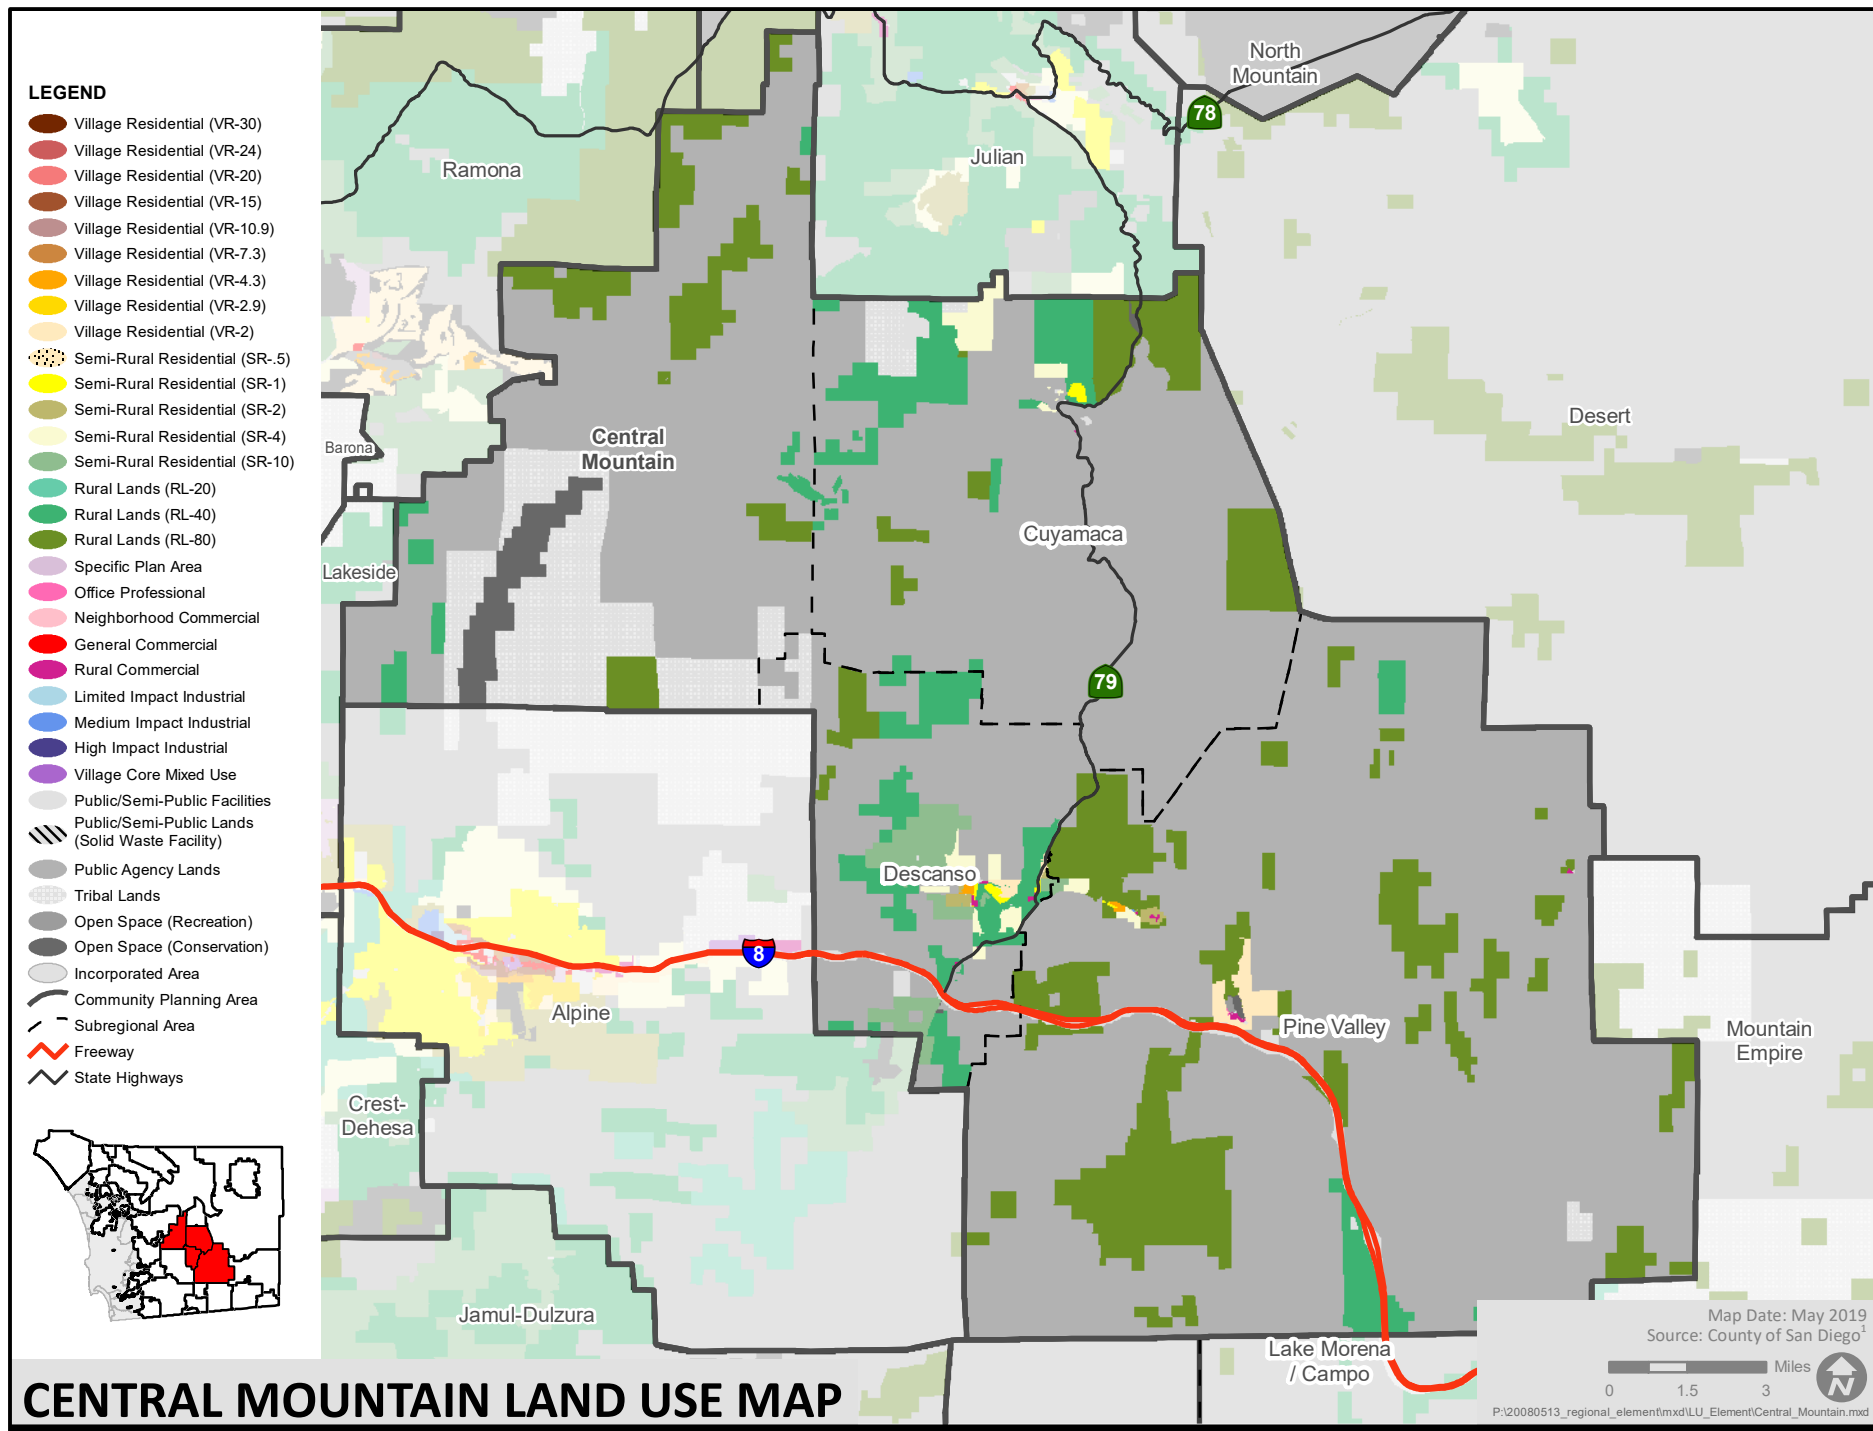 LEGEND
Village Residential (VR-30)
Village Residential (VR-24)
Village Residential (VR-20)
Village Residential (VR-15)
Village Residential (VR-10.9)
Village Residential (VR-7.3)
Village Residential (VR-4.3)
Village Residential (VR-2.9)
Village Residential (VR-2)
Semi-Rural Residential (SR-.5)
Semi-Rural Residential (SR-1)
Semi-Rural Residential (SR-2)
Semi-Rural Residential (SR-4)
Semi-Rural Residential (SR-10)
Rural Lands (RL-20)
Rural Lands (RL-40)
Rural Lands (RL-80)
Specific Plan Area
Office Professional
Neighborhood Commercial
General Commercial
Rural Commercial
Limited Impact Industrial
Medium Impact Industrial
High Impact Industrial
Village Core Mixed Use
Public/Semi-Public Facilities
Public/Semi-Public Lands
(Solid Waste Facility)
Public Agency Lands
Tribal Lands
Open Space (Recreation)
Open Space (Conservation)
Incorporated Area
Community Planning Area
Subregional Area
Freeway
State Highways
North
Mountain
78
Julian
Ramona
Desert
Central
Mountain
Barona
Cuyamaca
Lakeside
79
Descanso
8
Alpine
Pine Valley
Mountain
Empire
Crest-
Dehesa
Jamul-Dulzura
Lake Morena
/ Campo
Map Date: May 2019
Source: County of San Diego1
Miles
0 1.5 3
N
P:\20080513_regional_element\mxd\LU_Element\Central_Mountain.mxd
CENTRAL MOUNTAIN LAND USE MAP